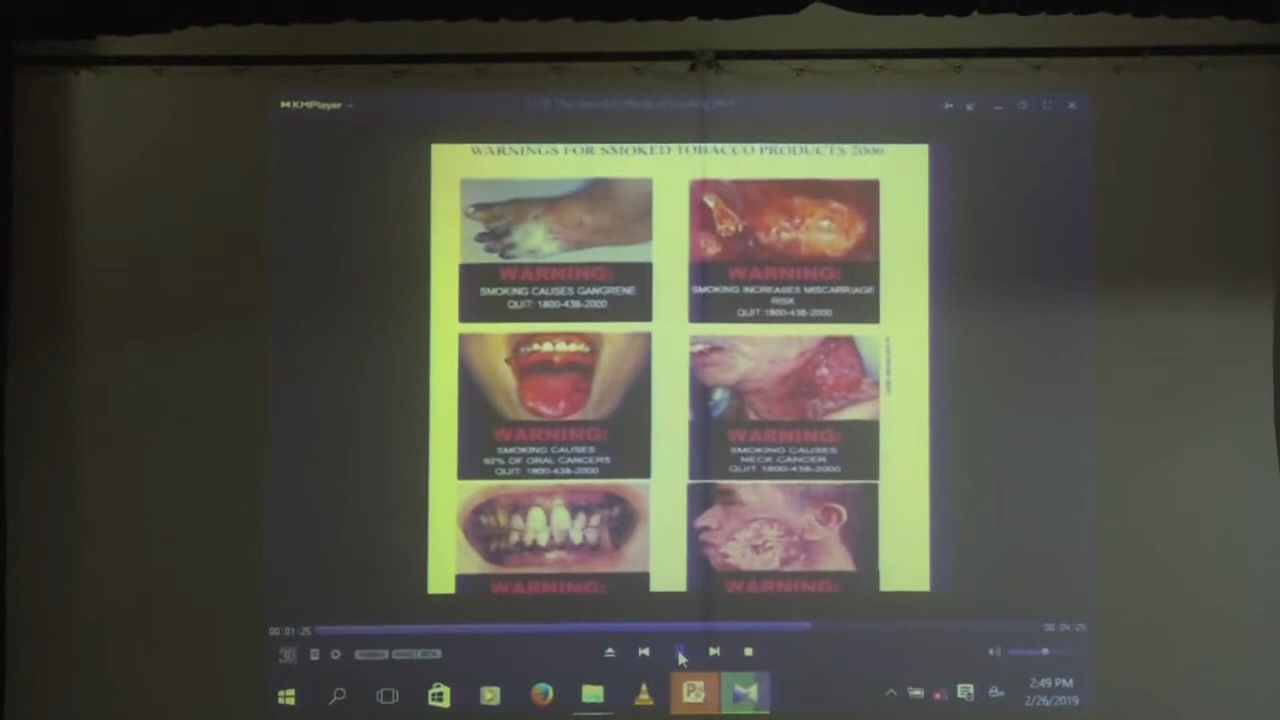 KMPlayer
WARNINGS FOR SMOKED TOBACCO PRODUCTS 2006
WARNING:
SMOKING CAUSES GANGRENE
QUIT: 1800-438-2000
WARNING:
SMOKING INCREASES MISCARRIAGE
RISK
QUIT 1800-438-2000
WARNING:
SMOKING CAUSES
92% OF ORAL CANCERS
QUIT: 1800-438-2000
WARNING:
SMOKING CAUSES
NECK CANCER
QUIT 1800-438-2000
WARNING:
WARNING:
00:01:25
00:04:25
3D
2:49 PM
2/26/2019